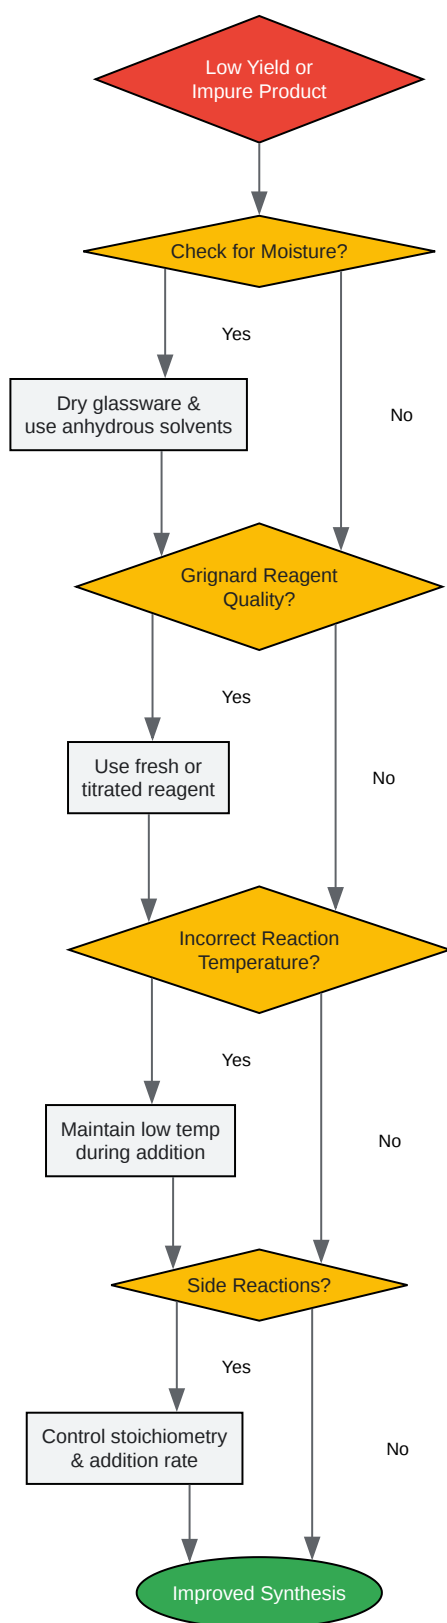 Low Yield or
Impure Product
Check for Moisture?
Yes
Dry glassware &
use anhydrous solvents
No
Grignard Reagent
Quality?
Yes
Use fresh or
titrated reagent
No
Incorrect Reaction
Temperature?
Yes
Maintain low temp
during addition
No
Side Reactions?
Yes
Control stoichiometry
& addition rate
No
Improved Synthesis